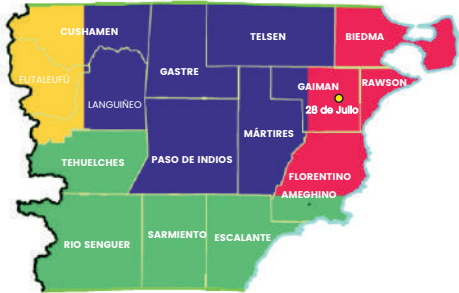 CUSHAMEN
TELSEN
BIEDMA
FUTALEUFÚ
GASTRE
GAIMAN
RAWSON
LANGUIÑEO
28 de Julio
MÁRTIRES
TEHUELCHES
PASO DE INDIOS
FLORENTINO
AMEGHINO
RIO SENGUER
SARMIENTO
ESCALANTE